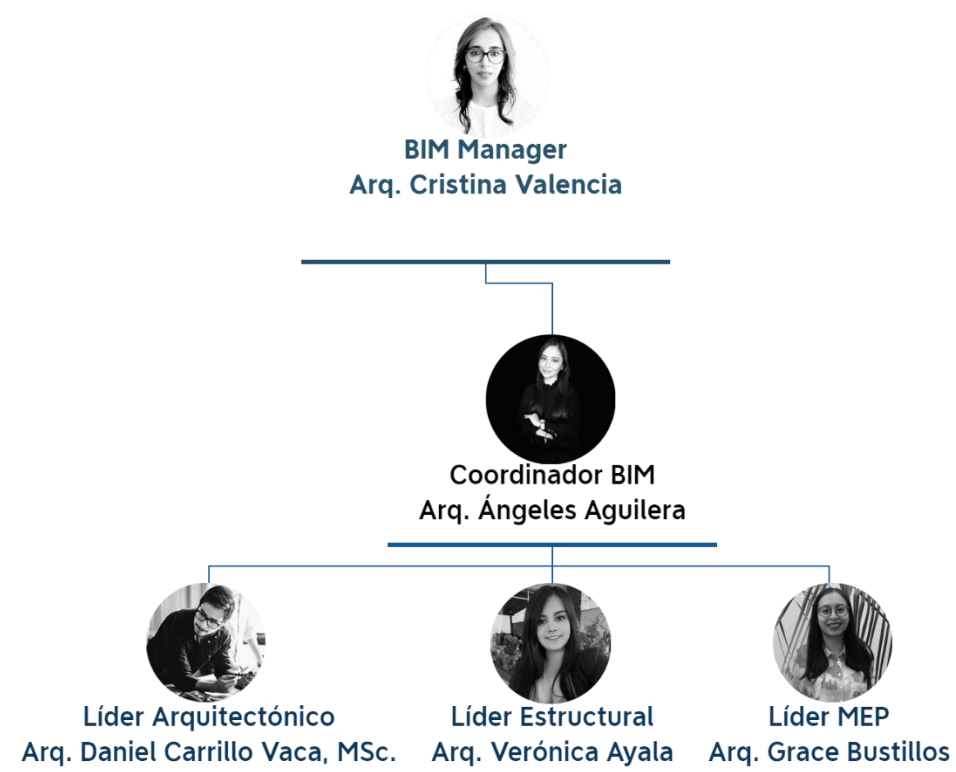 BIM Manager
Arq. Cristina Valencia
Coordinador BIM
Arq. Ángeles Aguilera
Líder Arquitectónico
Arq. Daniel Carrillo Vaca, MSc.
Líder Estructural
Arq. Verónica Ayala
Líder MEP
Arq. Grace Bustillos